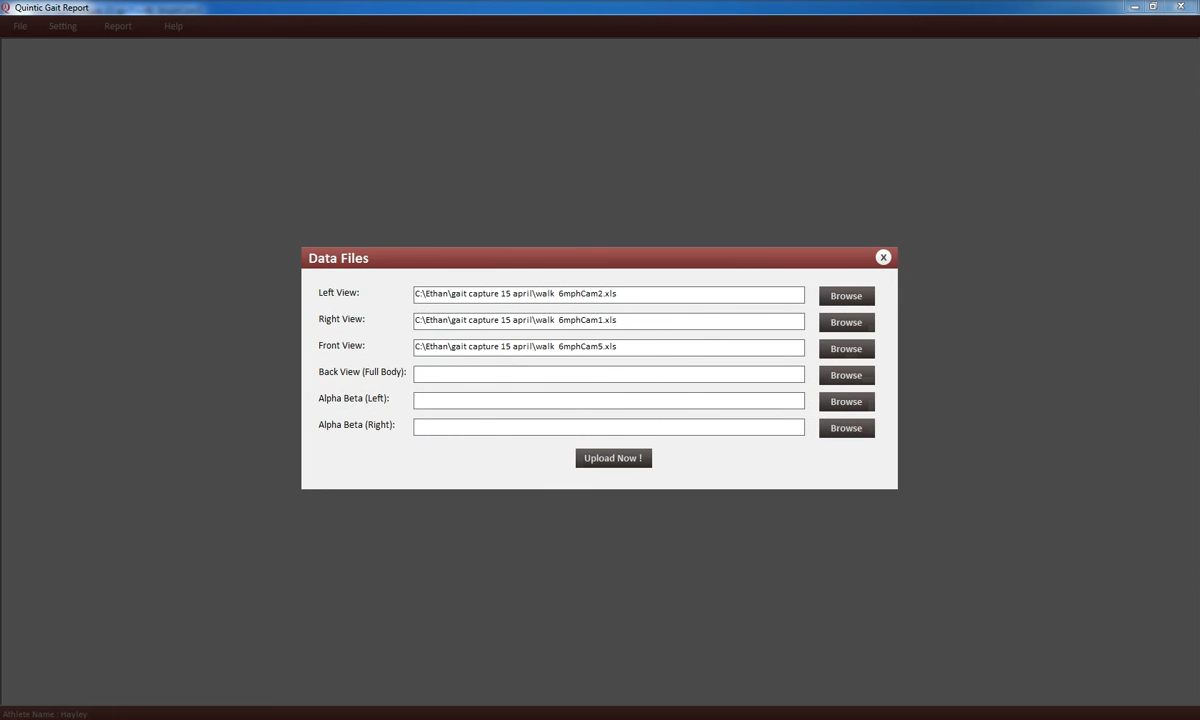 Quintic Gait Report
File Setting Report Help
Data Files x
Left View: C:\Ethan\gait capture 15 april\walk  6mphCam2.xls Browse
Right View: C:\Ethan\gait capture 15 april\walk  6mphCam1.xls Browse
Front View: C:\Ethan\gait capture 15 april\walk  6mphCam5.xls Browse
Back View (Full Body): Browse
Alpha Beta (Left): Browse
Alpha Beta (Right): Browse
Upload Now !
Athlete Name : Hayley